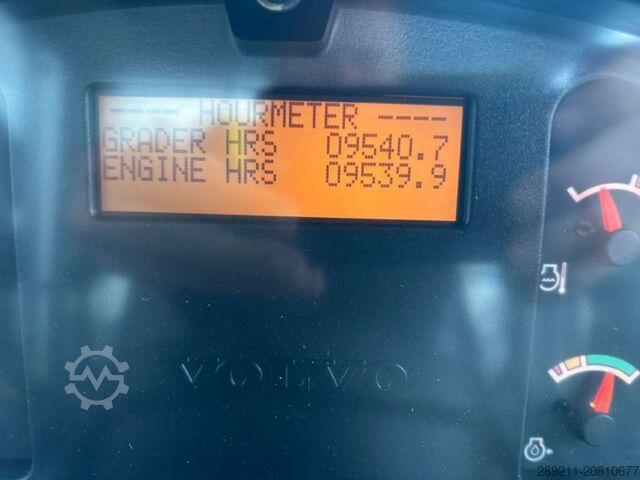 ---- HOURMETER ----
GRADER HRS 09540.7
ENGINE HRS 09539.9
VOLVO
289211-20810677